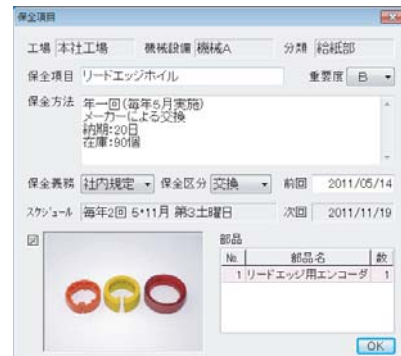 保全項目
工場 本社工場 機械設備 機械A 分類 給紙部
保全項目 リードエッジホイル 重要度 B
保全方法 年一回(毎年5月実施)
メーカーによる交換
納期:20日
在庫:90個
保全義務 社内規定 保全区分 交換 前回 2011/05/14
スケジュール 毎年2回 5・11月 第3土曜日 次回 2011/11/19
部品
No. 部品名 数
1 リードエッジ用エンコーダ 1
OK